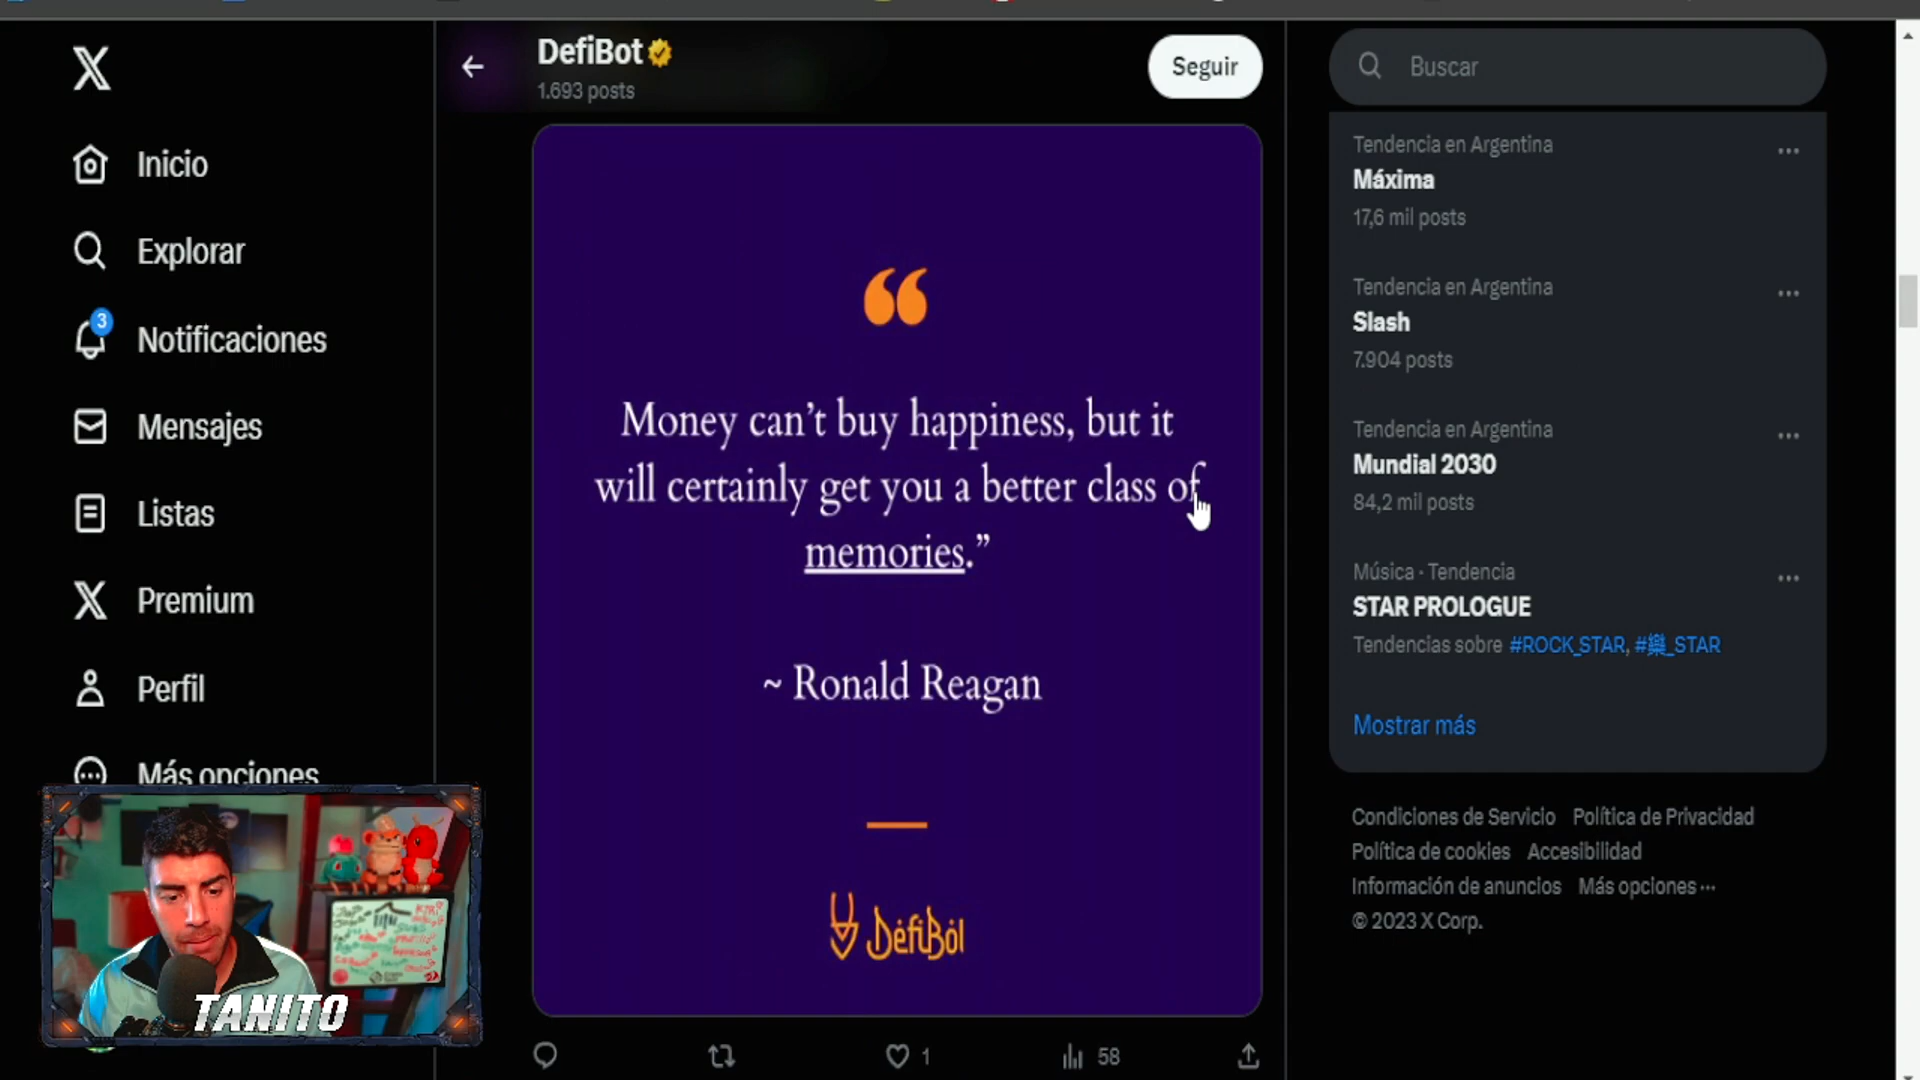 DefiBot
1.693 posts
Seguir
Buscar
Inicio
Explorar
3
Notificaciones
Mensajes
Listas
Premium
Perfil
Más opciones
Money can't buy happiness, but it
will certainly get you a better class of
memories.”
~ Ronald Reagan
DefiBot
1
58
Tendencia en Argentina
Máxima
17,6 mil posts
Tendencia en Argentina
Slash
7.904 posts
Tendencia en Argentina
Mundial 2030
84,2 mil posts
Música · Tendencia
STAR PROLOGUE
Tendencias sobre #ROCK_STAR, #樂_STAR
Mostrar más
Condiciones de Servicio Política de Privacidad
Política de cookies Accesibilidad
Información de anuncios Más opciones ···
© 2023 X Corp.
TANITO